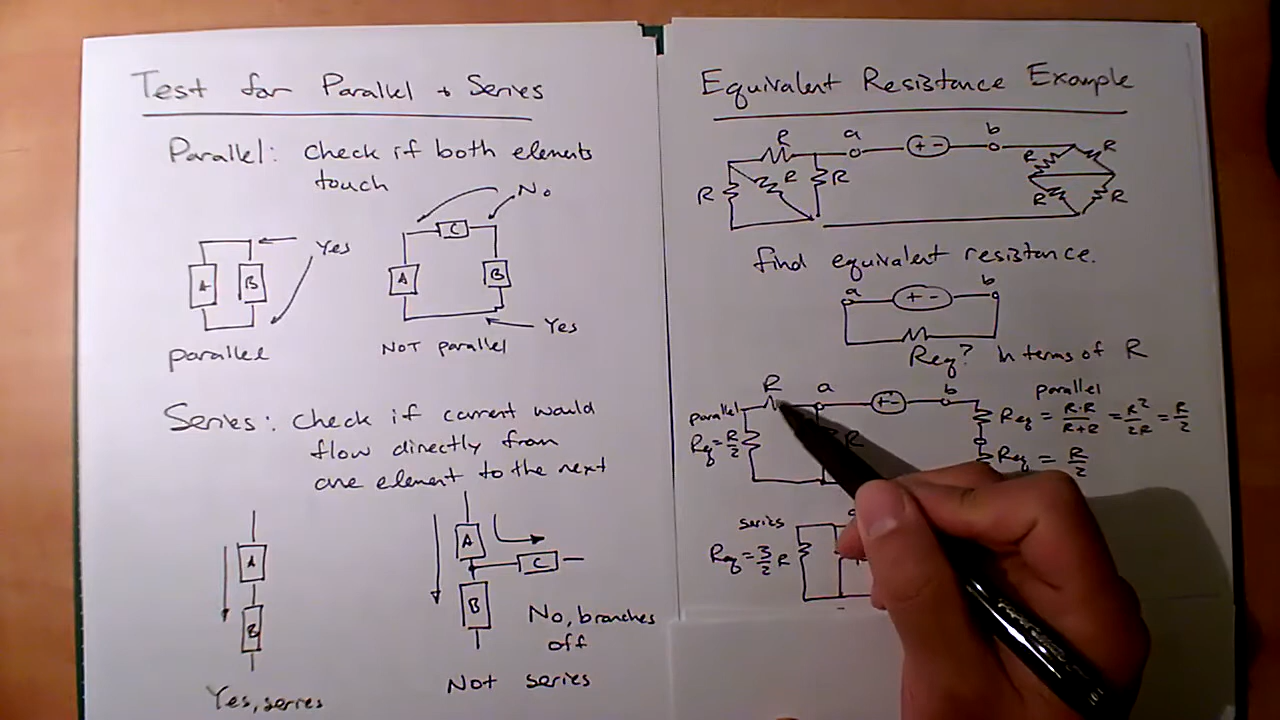 Test for Parallel + Series
Parallel: Check if both elements
touch
No
Yes
C
A B
A B
Yes
parallel
NOT parallel
Series: Check if current would
flow directly from
one element to the next
A
A
C
B
B
No, branches
off
Yes, series
Not series
Equivalent Resistance Example
R a + - b R R
R R R R R
find equivalent resistance.
a + - b
Req? In terms of R
R a + - b parallel
parallel Req = R·R/R+R = R²/2R = R/2
Req = R/2 R Req = R/2
series
Req = 3/2 R